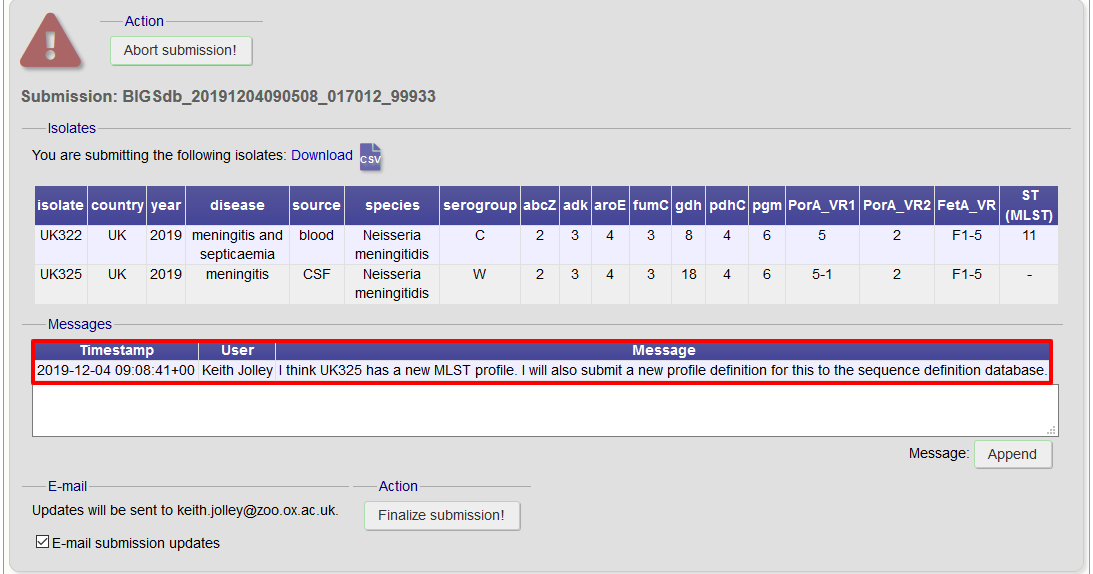 Action
Abort submission!
Submission: BIGSdb_20191204090508_017012_99933
Isolates
You are submitting the following isolates: Download CSV
isolate country year disease source species serogroup abcZ adk aroE fumC gdh pdhC pgm PorA_VR1 PorA_VR2 FetA_VR ST (MLST)
UK322 UK 2019 meningitis and septicaemia blood Neisseria meningitidis C 2 3 4 3 8 4 6 5 2 F1-5 11
UK325 UK 2019 meningitis CSF Neisseria meningitidis W 2 3 4 3 18 4 6 5-1 2 F1-5 -
Messages
Timestamp User Message
2019-12-04 09:08:41+00 Keith Jolley I think UK325 has a new MLST profile. I will also submit a new profile definition for this to the sequence definition database.
Message: Append
E-mail Action
Updates will be sent to keith.jolley@zoo.ox.ac.uk. Finalize submission!
E-mail submission updates